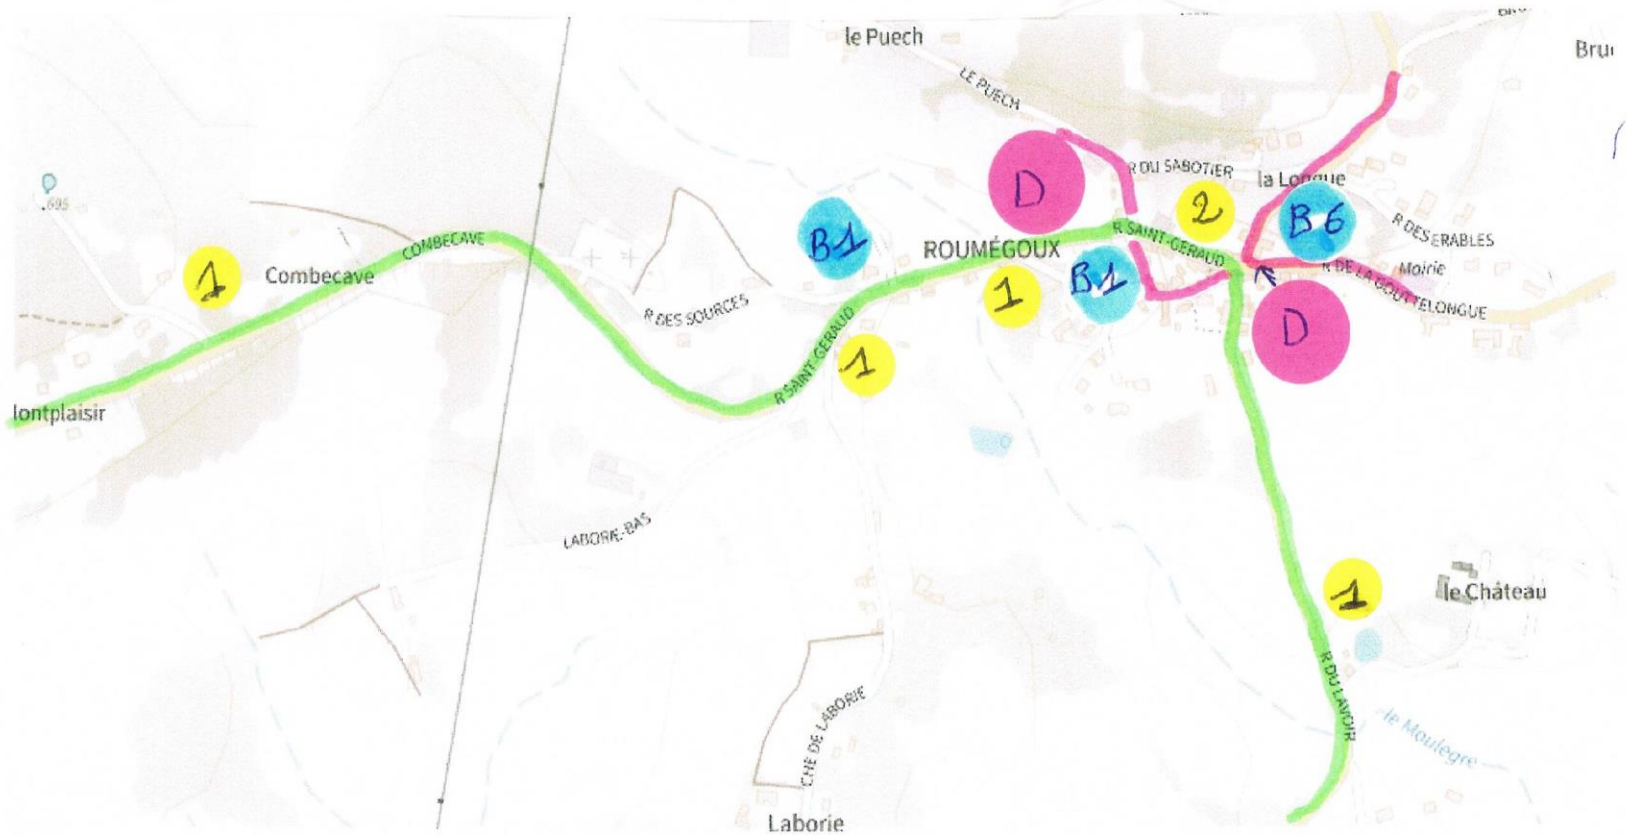 le Puech
LE PUECH
R DU SABOTIER
la Longue
D
2
B6
.695
B1
ROUMÉGOUX
R SAINT-GERAUD
R DES ERABLES
COMBECAVE
Combecave
1
B1
1
Mairie
R DE LA GOUTTELONGUE
R DES SOURCES
D
R SAINT-GERAUD
1
lontplaisir
LABORIE-BAS
1
le Château
R DU LAVOIR
CHE DE LABORIE
le Moulègre
Laborie